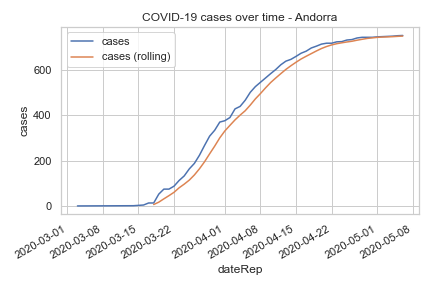 COVID-19 cases over time - Andorra
cases
cases (rolling)
600
400
200
0
cases
2020-03-01
2020-03-08
2020-03-15
2020-03-22
2020-04-01
2020-04-08
2020-04-15
2020-04-22
2020-05-01
2020-05-08
dateRep